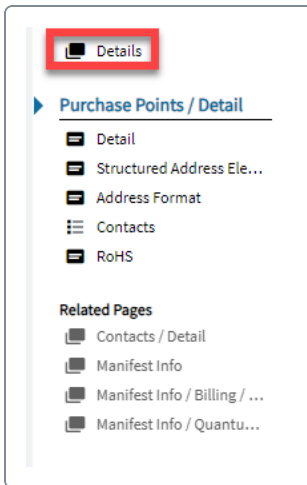 Details
Purchase Points / Detail
Detail
Structured Address Ele...
Address Format
Contacts
RoHS
Related Pages
Contacts / Detail
Manifest Info
Manifest Info / Billing / ...
Manifest Info / Quantu...